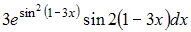 3e^{sin^2(1-3x)} sin 2(1 - 3x)dx